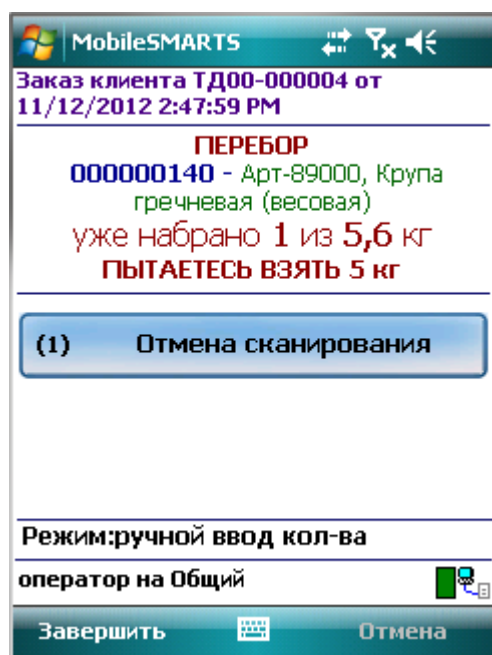 MobileSMARTS
Заказ клиента ТД00-000004 от
11/12/2012 2:47:59 PM
ПЕРЕБОР
000000140 - Арт-89000, Крупа
гречневая (весовая)
уже набрано 1 из 5,6 кг
ПЫТАЕТЕСЬ ВЗЯТЬ 5 кг
(1) Отмена сканирования
Режим:ручной ввод кол-ва
оператор на Общий
Завершить Отмена